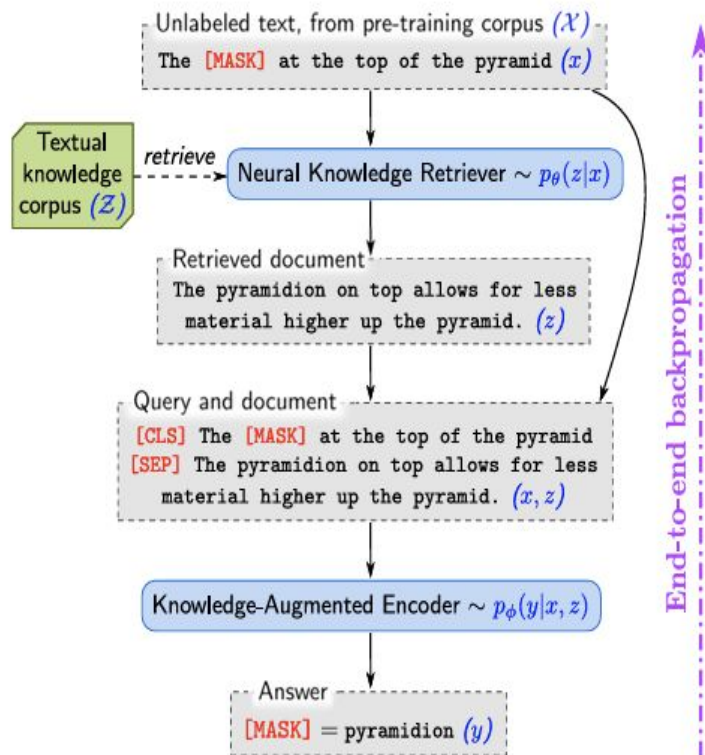 Unlabeled text, from pre-training corpus (𝒳)
The [MASK] at the top of the pyramid (x)
Textual
knowledge
corpus (𝒵)
retrieve
Neural Knowledge Retriever ∼ pθ(z|x)
Retrieved document
The pyramidion on top allows for less
material higher up the pyramid. (z)
Query and document
[CLS] The [MASK] at the top of the pyramid
[SEP] The pyramidion on top allows for less
material higher up the pyramid. (x, z)
Knowledge-Augmented Encoder ∼ pϕ(y|x, z)
Answer
[MASK] = pyramidion (y)
End-to-end backpropagation